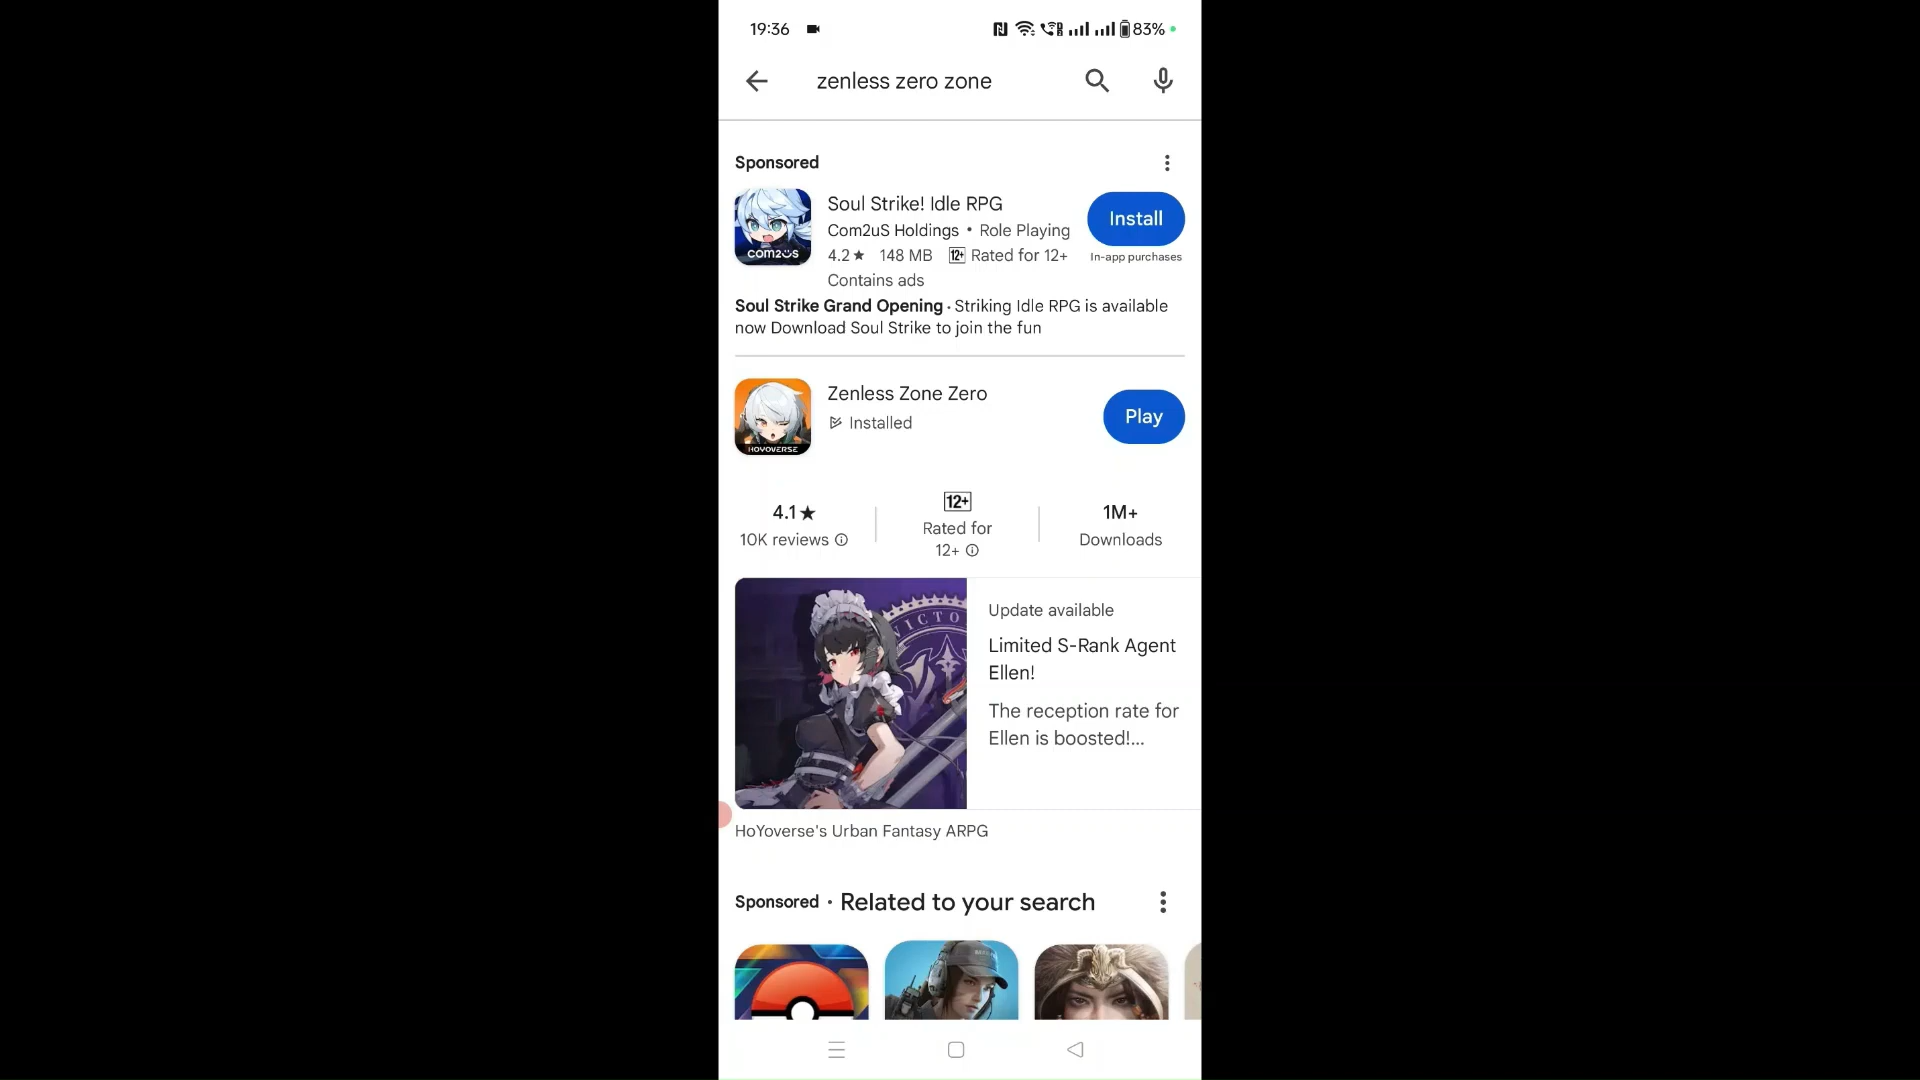 19:36 83%
zenless zero zone
Sponsored
Soul Strike! Idle RPG
Com2uS Holdings • Role Playing
4.2★ 148 MB 12+ Rated for 12+
Contains ads
Install
In-app purchases
COM2US
Soul Strike Grand Opening · Striking Idle RPG is available
now Download Soul Strike to join the fun
Zenless Zone Zero
Installed
Play
HOYOVERSE
4.1★
10K reviews
12+
Rated for
12+
1M+
Downloads
VICTO
Update available
Limited S-Rank Agent
Ellen!
The reception rate for
Ellen is boosted!...
HoYoverse's Urban Fantasy ARPG
Sponsored · Related to your search